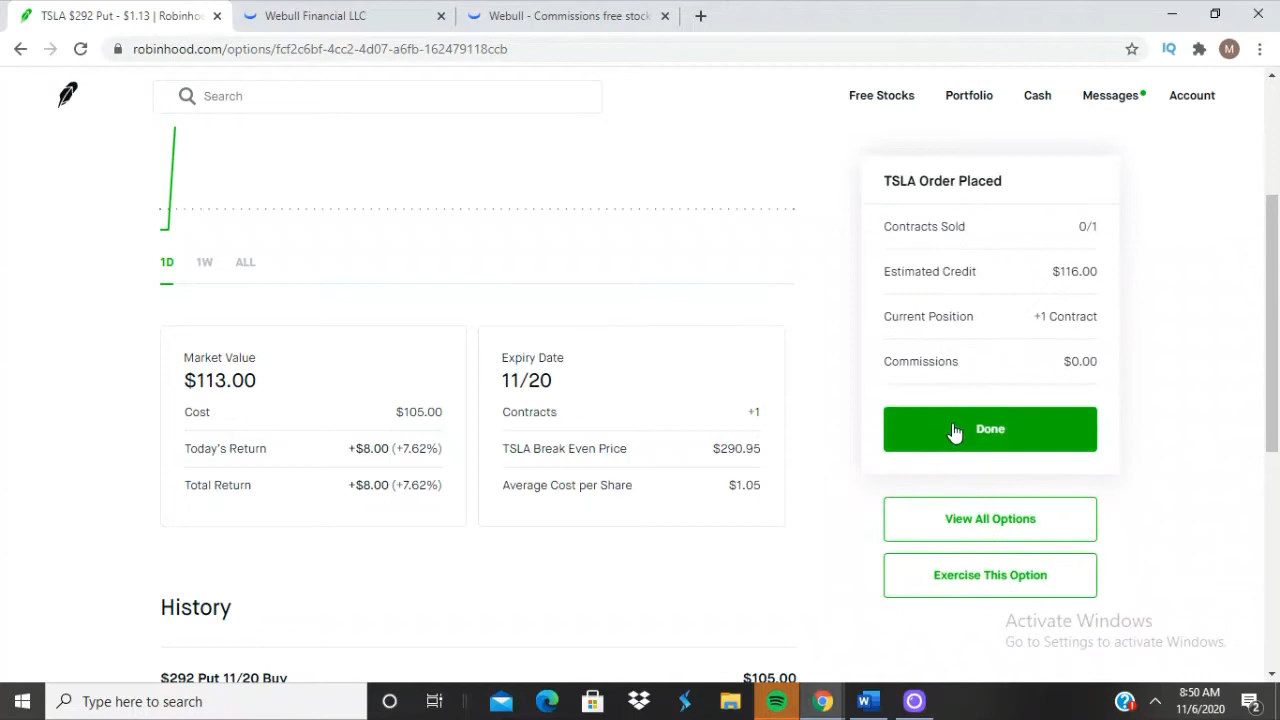 TSLA $292 Put - $1.13 | Robinhoo
Webull Financial LLC
Webull - Commissions free stock
robinhood.com/options/fcf2c6bf-4cc2-4d07-a6fb-162479118ccb
IQ
M
Search
Free Stocks
Portfolio
Cash
Messages
Account
1D
1W
ALL
Market Value
$113.00
Cost
$105.00
Today's Return
+$8.00 (+7.62%)
Total Return
+$8.00 (+7.62%)
Expiry Date
11/20
Contracts
+1
TSLA Break Even Price
$290.95
Average Cost per Share
$1.05
TSLA Order Placed
Contracts Sold
0/1
Estimated Credit
$116.00
Current Position
+1 Contract
Commissions
$0.00
Done
View All Options
Exercise This Option
History
$292 Put 11/20 Buy
$105.00
Activate Windows
Go to Settings to activate Windows.
Type here to search
8:50 AM
11/6/2020
2